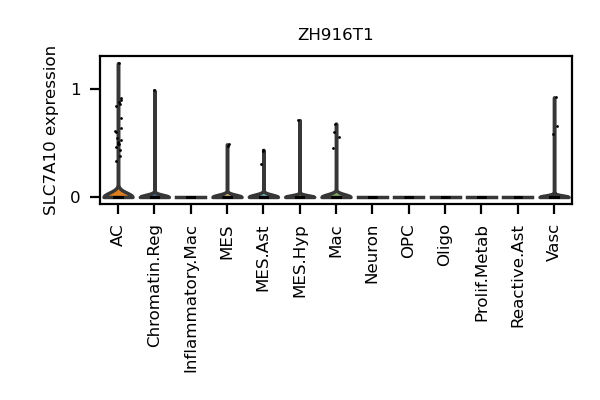 ZH916T1
SLC7A10 expression
1
0
AC
Chromatin.Reg
Inflammatory.Mac
MES
MES.Ast
MES.Hyp
Mac
Neuron
OPC
Oligo
Prolif.Metab
Reactive.Ast
Vasc